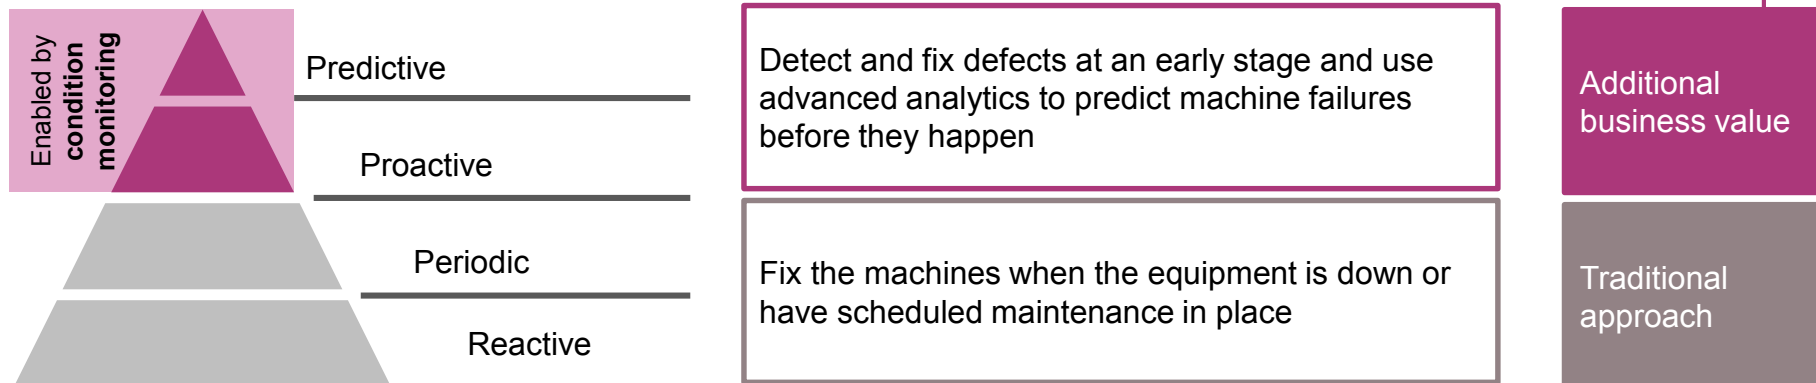 Enabled by
condition
monitoring
Predictive
Proactive
Periodic
Reactive
Detect and fix defects at an early stage and use
advanced analytics to predict machine failures
before they happen
Fix the machines when the equipment is down or
have scheduled maintenance in place
Additional
business value
Traditional
approach